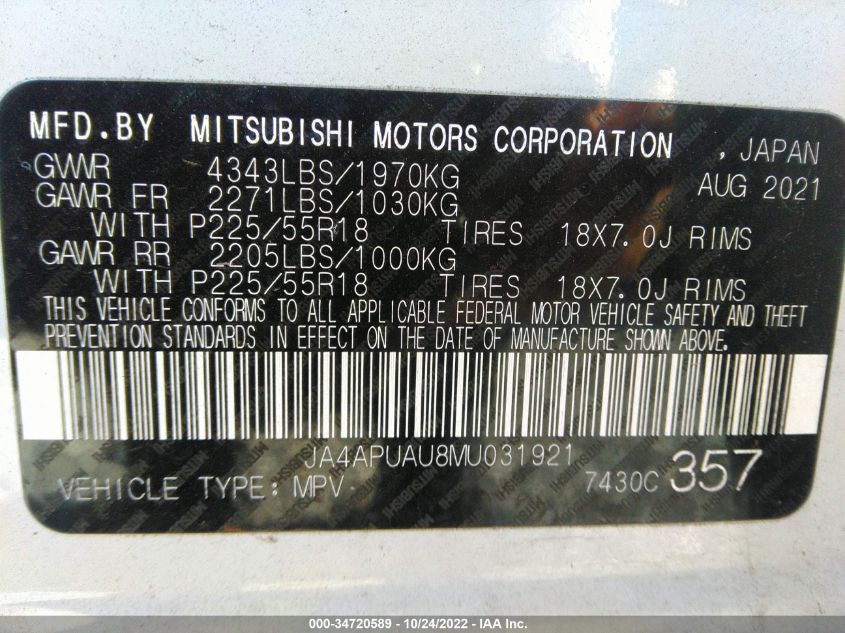 MFD.BY MITSUBISHI MOTORS CORPORATION , JAPAN
GVWR 4343LBS/1970KG AUG 2021
GAWR FR 2271LBS/1030KG
WITH P225/55R18 TIRES 18X7.0J RIMS
GAWR RR 2205LBS/1000KG
WITH P225/55R18 TIRES 18X7.0J RIMS
THIS VEHICLE CONFORMS TO ALL APPLICABLE FEDERAL MOTOR VEHICLE SAFETY AND THEFT
PREVENTION STANDARDS IN EFFECT ON THE DATE OF MANUFACTURE SHOWN ABOVE.
JA4APUAU8MU031921
VEHICLE TYPE:MPV 7430C 357
000-34720589 - 10/24/2022 - IAA Inc.